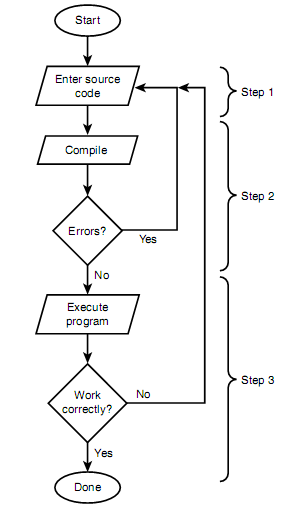 Start
Enter source
code
Step 1
Compile
Step 2
Errors?
Yes
No
Execute
program
Step 3
Work
correctly?
No
Yes
Done